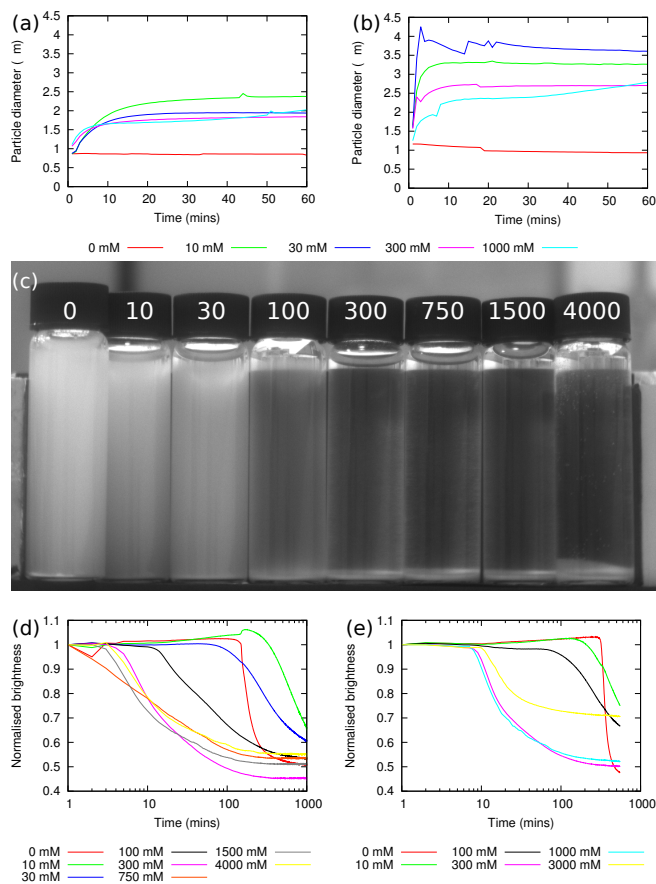 (a)
Particle diameter ( m)
4.5
4
3.5
3
2.5
2
1.5
1
0.5
0
0 10 20 30 40 50 60
Time (mins)
(b)
Particle diameter ( m)
4.5
4
3.5
3
2.5
2
1.5
1
0.5
0
0 10 20 30 40 50 60
Time (mins)
0 mM 10 mM 30 mM 300 mM 1000 mM
(c)
0 10 30 100 300 750 1500 4000
(d)
Normalised brightness
1.1
1
0.9
0.8
0.7
0.6
0.5
0.4
1 10 100 1000
Time (mins)
0 mM 100 mM 1500 mM
10 mM 300 mM 4000 mM
30 mM 750 mM
(e)
Normalised brightness
1.1
1
0.9
0.8
0.7
0.6
0.5
0.4
1 10 100 1000
Time (mins)
0 mM 100 mM 1000 mM
10 mM 300 mM 3000 mM